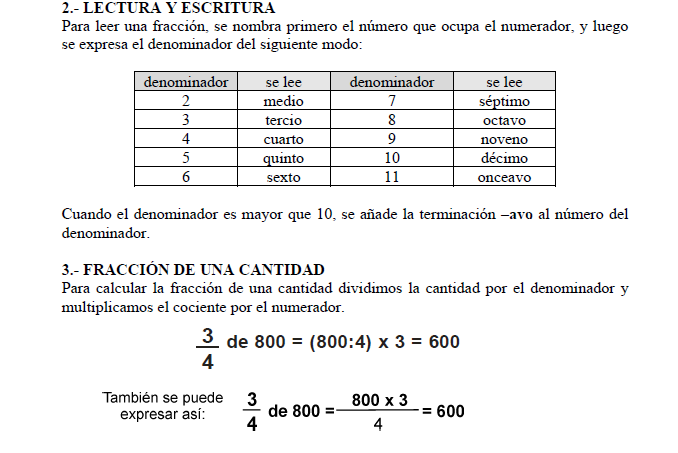 2.- LECTURA Y ESCRITURA
Para leer una fracción, se nombra primero el número que ocupa el numerador, y luego
se expresa el denominador del siguiente modo:
denominador se lee denominador se lee
2 medio 7 séptimo
3 tercio 8 octavo
4 cuarto 9 noveno
5 quinto 10 décimo
6 sexto 11 onceavo
Cuando el denominador es mayor que 10, se añade la terminación –avo al número del
denominador.
3.- FRACCIÓN DE UNA CANTIDAD
Para calcular la fracción de una cantidad dividimos la cantidad por el denominador y
multiplicamos el cociente por el numerador.
3/4 de 800 = (800:4) x 3 = 600
También se puede
expresar así:
3/4 de 800 = 800 x 3/4 = 600